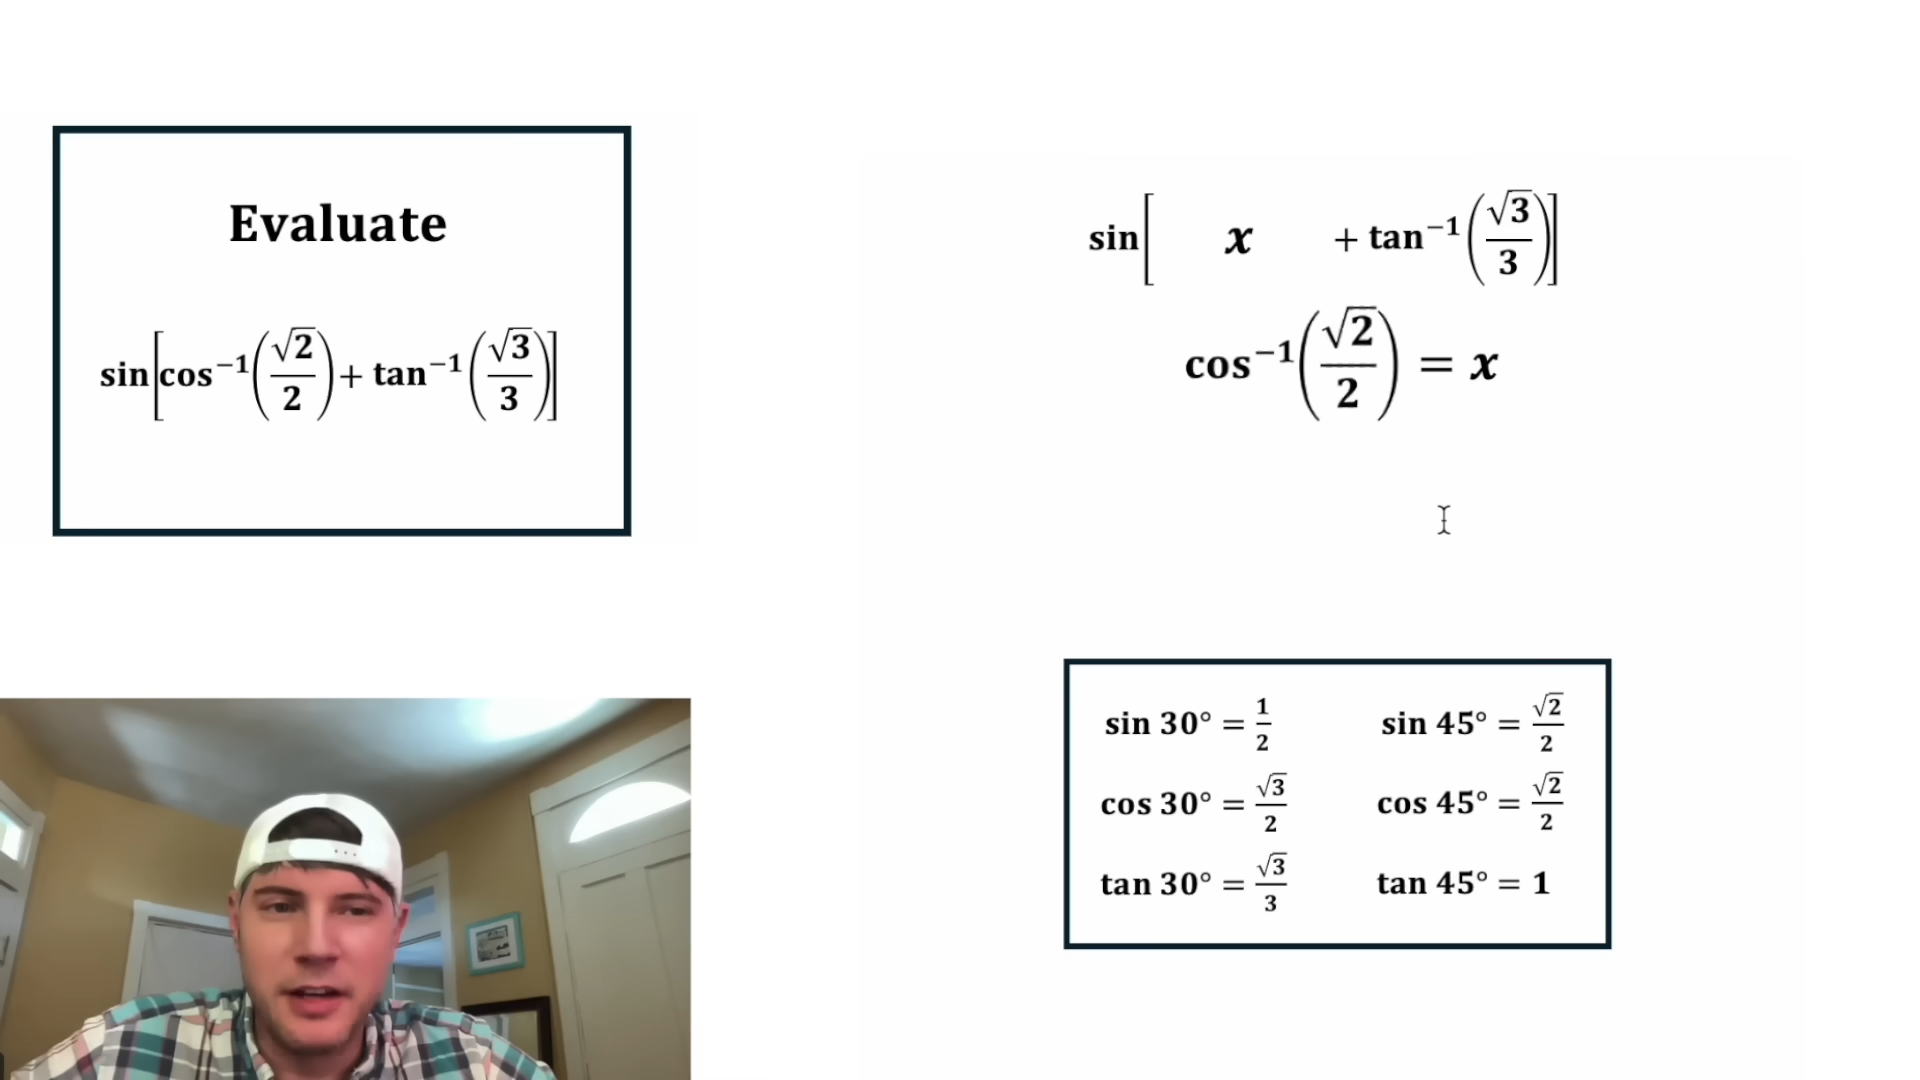 Evaluate
sin[cos⁻¹(√2/2) + tan⁻¹(√3/3)]
sin[ x + tan⁻¹(√3/3)]
cos⁻¹(√2/2) = x
sin 30° = 1/2 sin 45° = √2/2
cos 30° = √3/2 cos 45° = √2/2
tan 30° = √3/3 tan 45° = 1